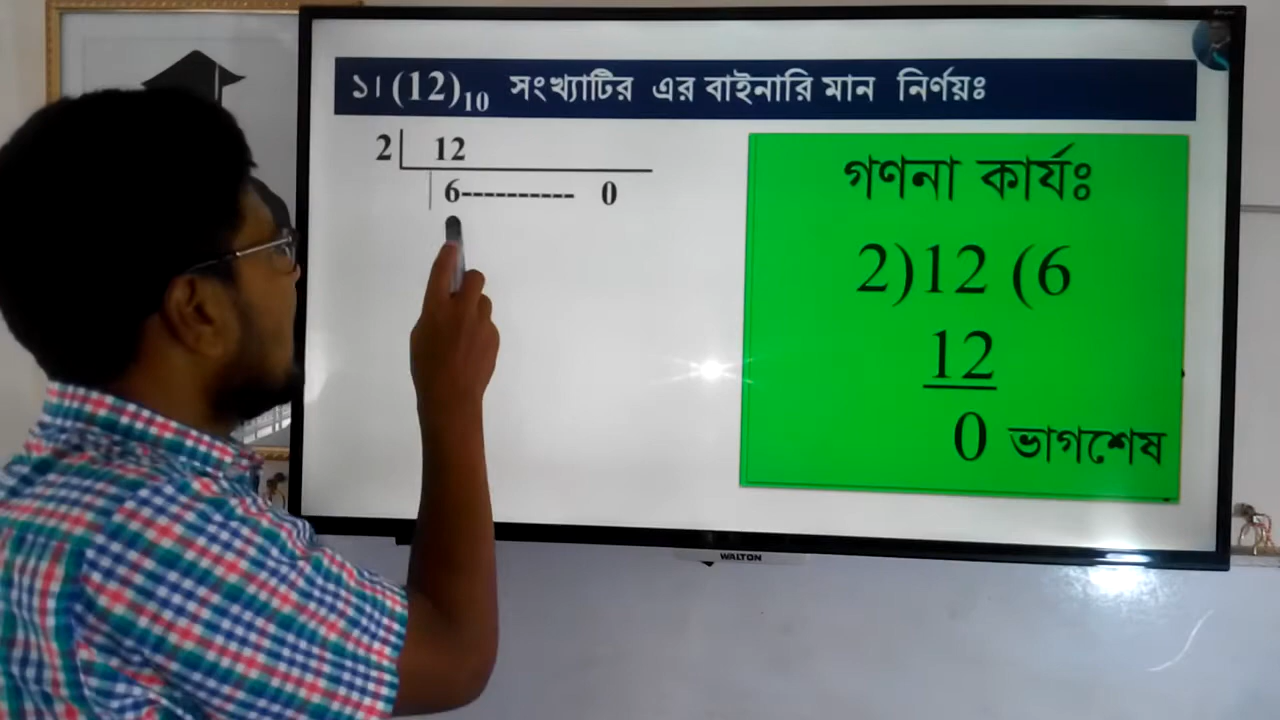 ১। (12)10 সংখ্যাটির এর বাইনারি মান নির্ণয়ঃ
2 12
6---------- 0
গণনা কার্যঃ
2)12 (6
12
0 ভাগশেষ
WALTON